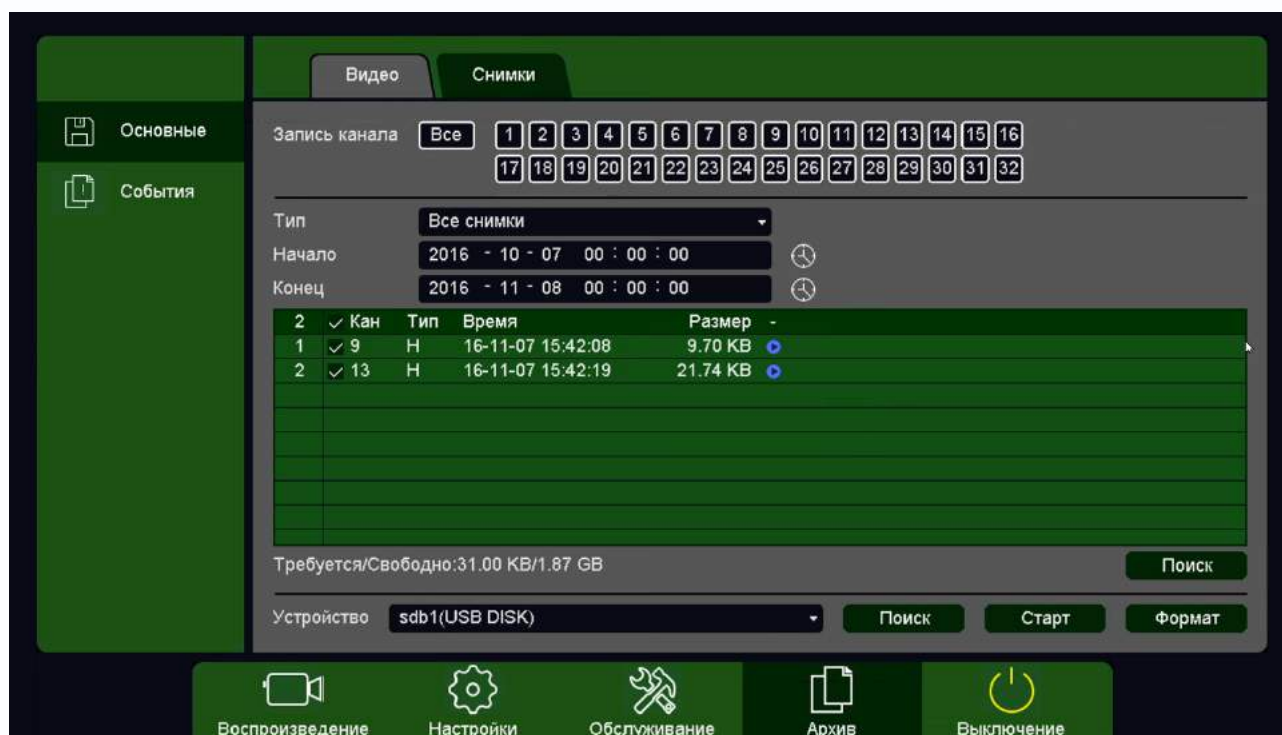 Видео Снимки
Основные
События
Запись канала Все 1 2 3 4 5 6 7 8 9 10 11 12 13 14 15 16
17 18 19 20 21 22 23 24 25 26 27 28 29 30 31 32
Тип Все снимки
Начало 2016 - 10 - 07 00 : 00 : 00
Конец 2016 - 11 - 08 00 : 00 : 00
2 Кан Тип Время Размер -
1 9 Н 16-11-07 15:42:08 9.70 KB
2 13 Н 16-11-07 15:42:19 21.74 KB
Требуется/Свободно:31.00 KB/1.87 GB Поиск
Устройство sdb1(USB DISK) Поиск Старт Формат
Воспроизведение Настройки Обслуживание Архив Выключение